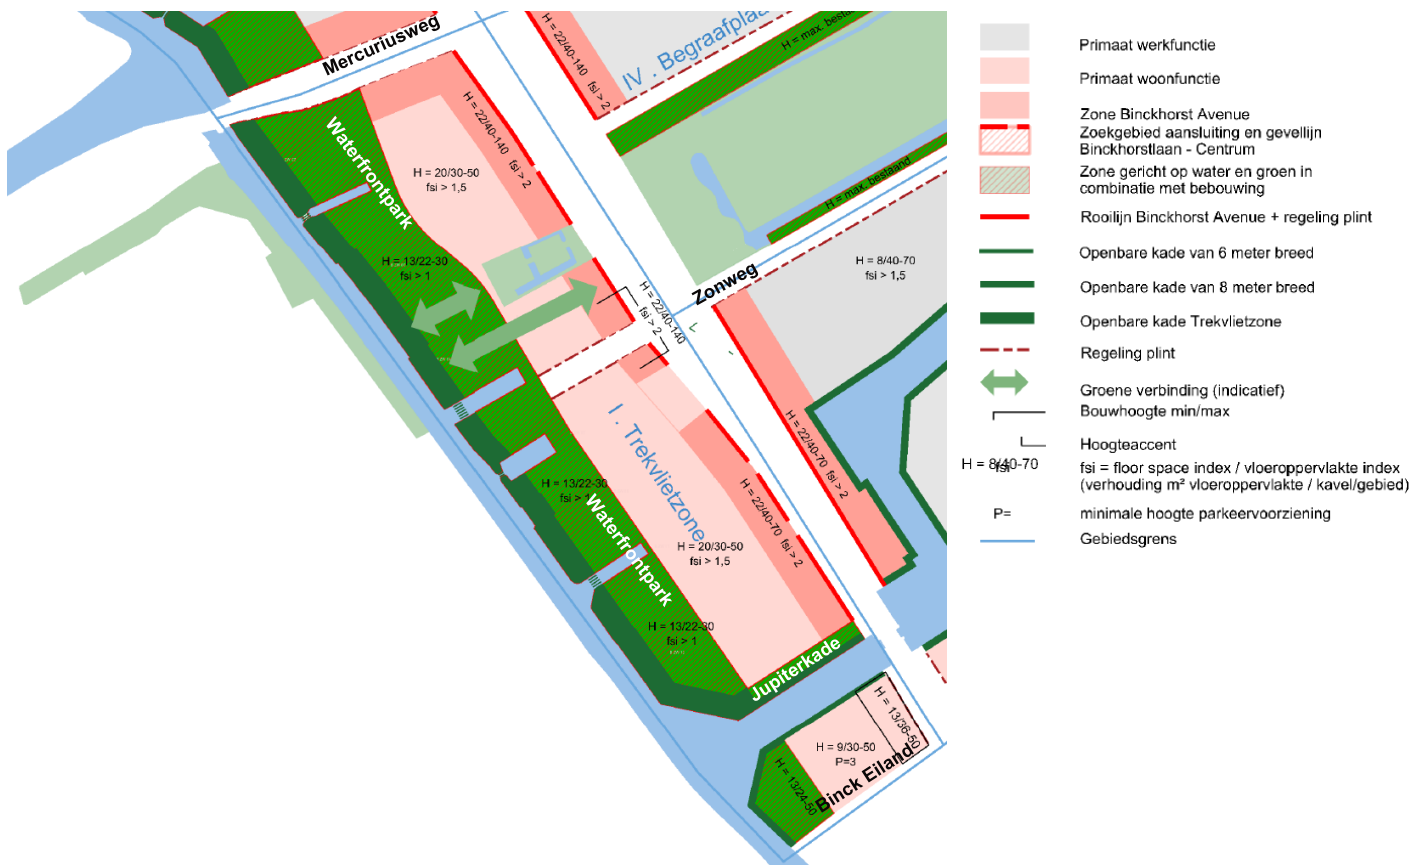 Mercuriusweg
H = 22/40-140 fsi > 2
IV . Begraafplaa
H = max. bestaa
Waterfrontpark
H = 22/40-140 fsi > 2
H = 20/30-50
fsi > 1,5
H = max. bestaand
H = 13/22-30
fsi > 1
Zonweg
H = 8/40-70
fsi > 1,5
H = 22/40-140
fsi > 2
I . Trekvlietzone
H = 22/40-70 fsi > 2
H = 13/22-30
fsi > 1
Waterfrontpark
H = 22/40-70 fsi > 2
H = 20/30-50
fsi > 1,5
H = 13/22-30
fsi > 1
Jupiterkade
H = 13/36-50
H = 9/30-50
P=3
H = 13/24-50
Binck Eiland
Primaat werkfunctie
Primaat woonfunctie
Zone Binckhorst Avenue
Zoekgebied aansluiting en gevellijn
Binckhorstlaan - Centrum
Zone gericht op water en groen in
combinatie met bebouwing
Rooilijn Binckhorst Avenue + regeling plint
Openbare kade van 6 meter breed
Openbare kade van 8 meter breed
Openbare kade Trekvlietzone
Regeling plint
Groene verbinding (indicatief)
Bouwhoogte min/max
Hoogteaccent
H = 8/40-70
fsi
fsi = floor space index / vloeroppervlakte index
(verhouding m² vloeroppervlakte / kavel/gebied)
P=
minimale hoogte parkeervoorziening
Gebiedsgrens